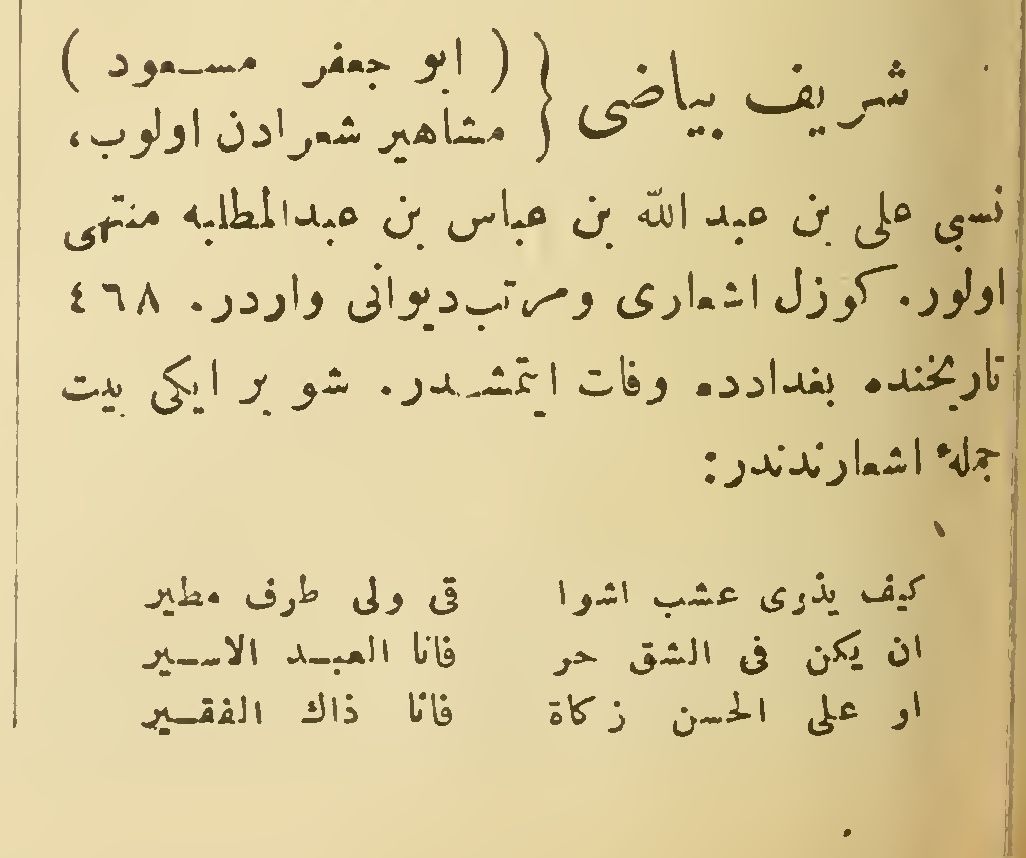 شریف بیاضی { ( ابو جعفر مسعود )
مشاهیر شعرادن اولوب،
نسبی علی بن عبد الله بن عباس بن عبدالمطلبه منتهی
اولور. کوزل اشعاری و مرتب دیوانی واردر. ٤٦٨
تاریخنده بغدادده وفات ایتمشدر. شو بر ایکی بیت
جملهٔ اشعارندندر:
کیف یذوی عشب اشوا قی ولی طرف مطیر
ان یکن فی الشق حر فانا العبد الاسیر
او علی الحسن زکاة فانا ذاك الفقیر